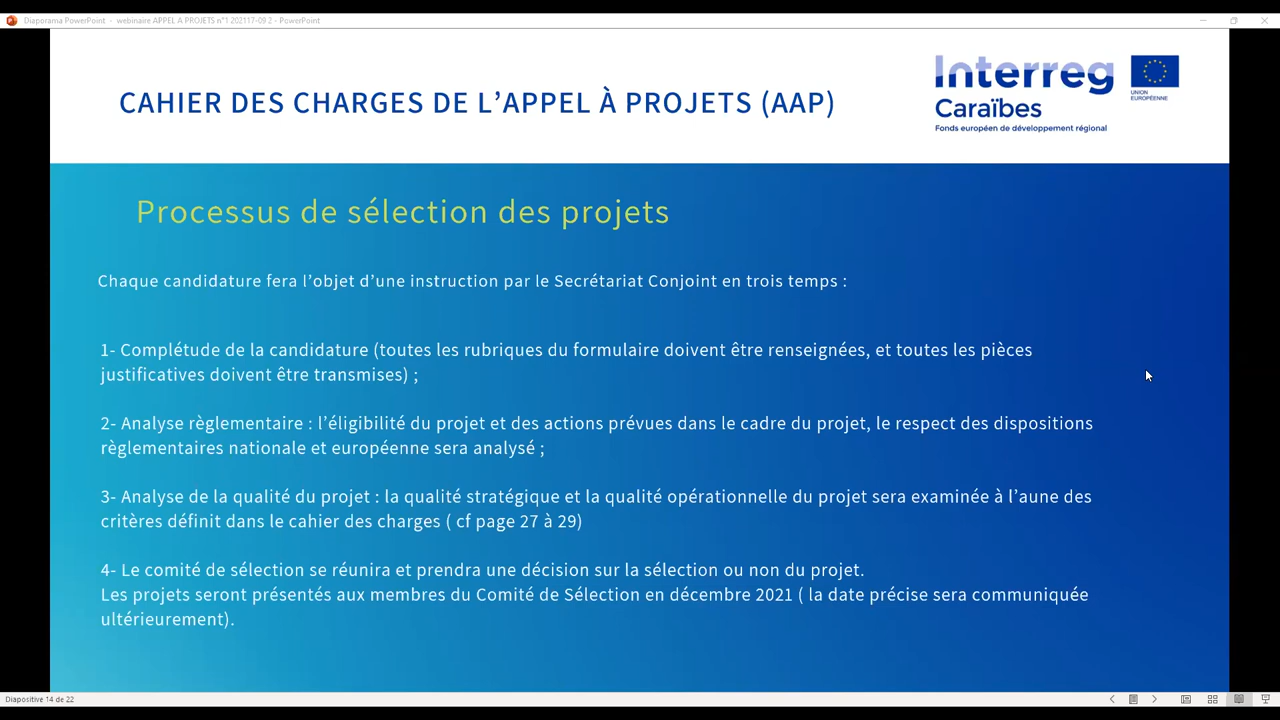 Diaporama PowerPoint - webinaire APPEL A PROJETS n°1 202117-09 2 - PowerPoint
CAHIER DES CHARGES DE L'APPEL À PROJETS (AAP)
Interreg
Caraïbes
Fonds européen de développement régional
UNION
EUROPÉENNE
Processus de sélection des projets
Chaque candidature fera l'objet d'une instruction par le Secrétariat Conjoint en trois temps :
1- Complétude de la candidature (toutes les rubriques du formulaire doivent être renseignées, et toutes les pièces
justificatives doivent être transmises) ;
2- Analyse règlementaire : l'éligibilité du projet et des actions prévues dans le cadre du projet, le respect des dispositions
règlementaires nationale et européenne sera analysé ;
3- Analyse de la qualité du projet : la qualité stratégique et la qualité opérationnelle du projet sera examinée à l'aune des
critères définit dans le cahier des charges ( cf page 27 à 29)
4- Le comité de sélection se réunira et prendra une décision sur la sélection ou non du projet.
Les projets seront présentés aux membres du Comité de Sélection en décembre 2021 ( la date précise sera communiquée
ultérieurement).
Diapositive 14 de 22